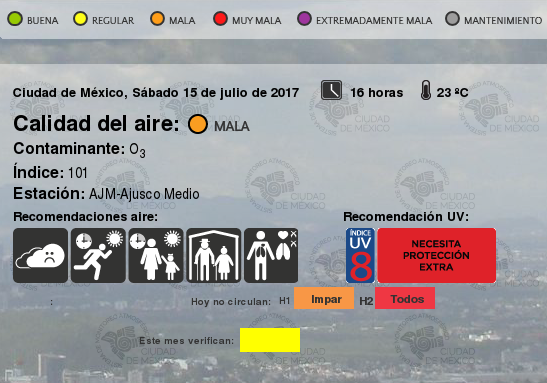 BUENA REGULAR MALA MUY MALA EXTREMADAMENTE MALA MANTENIMIENTO
Ciudad de México, Sábado 15 de julio de 2017 16 horas 23 ºC
Calidad del aire: MALA
Contaminante: O3
Índice: 101
Estación: AJM-Ajusco Medio
Recomendaciones aire: Recomendación UV:
ÍNDICE
UV
8
NECESITA
PROTECCIÓN
EXTRA
: Hoy no circulan: H1 Impar H2 Todos
Este mes verifican:
CIUDAD
DE MÉXICO